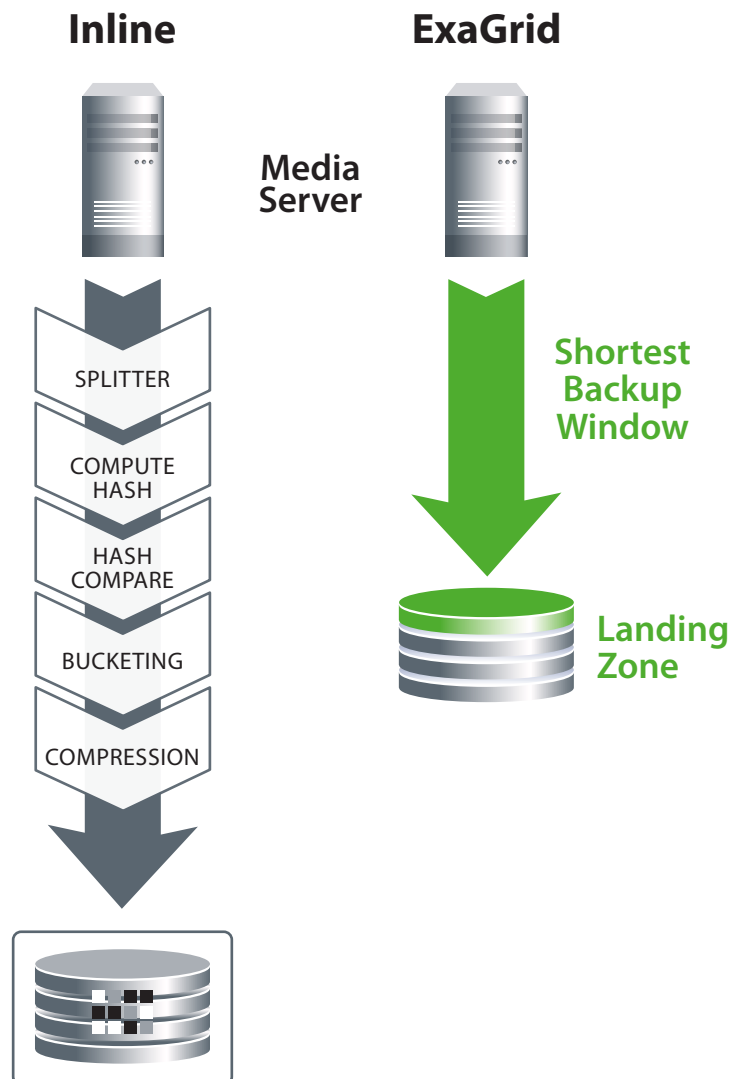 Inline
ExaGrid
Media
Server
SPLITTER
COMPUTE
HASH
HASH
COMPARE
BUCKETING
COMPRESSION
Shortest
Backup
Window
Landing
Zone